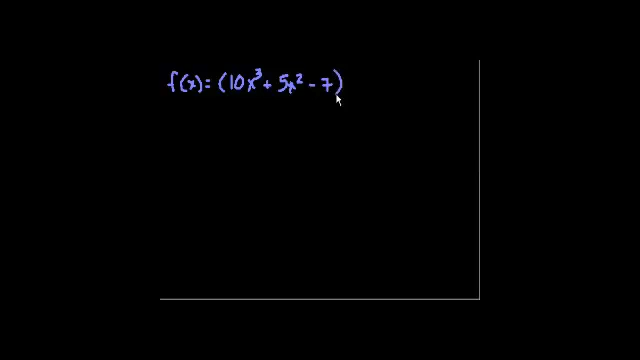 f(x) = (10x³ + 5x² - 7)